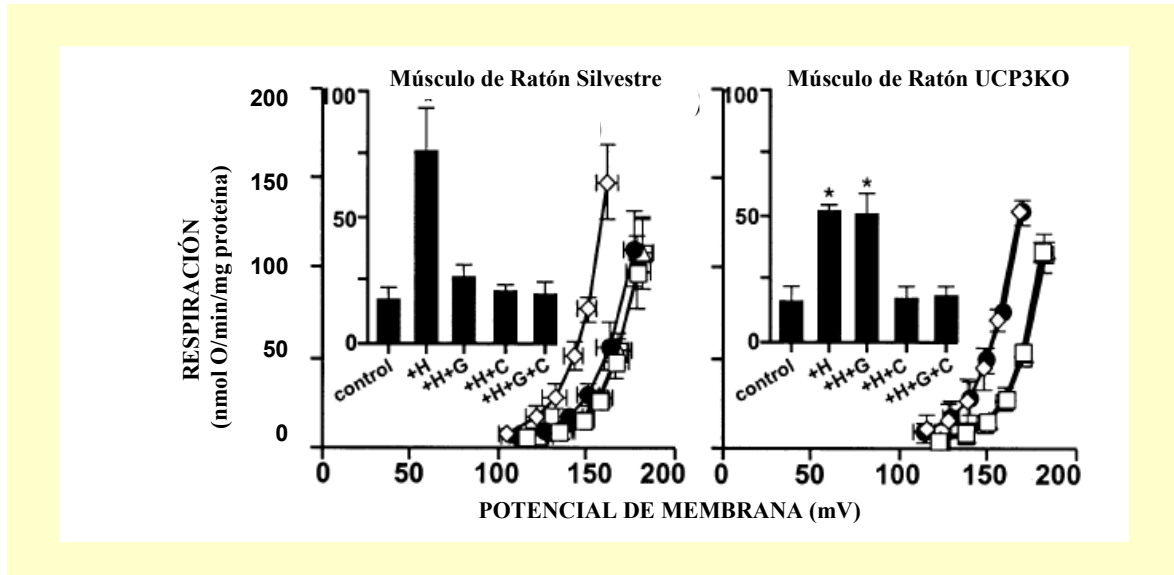 Músculo de Ratón Silvestre
Músculo de Ratón UCP3KO
RESPIRACIÓN
(nmol O/min/mg proteína)
200
150
100
50
0
100
50
0
control
+H
+H+G
+H+C
+H+G+C
*
0
50
100
150
200
100
50
0
* *
control
+H
+H+G
+H+C
+H+G+C
0
50
100
150
200
POTENCIAL DE MEMBRANA (mV)